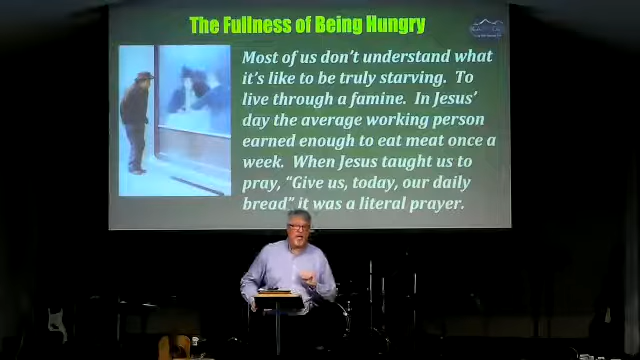 The Fullness of Being Hungry
Most of us don't understand what
it's like to be truly starving. To
live through a famine. In Jesus'
day the average working person
earned enough to eat meat once a
week. When Jesus taught us to
pray, "Give us, today, our daily
bread" it was a literal prayer.